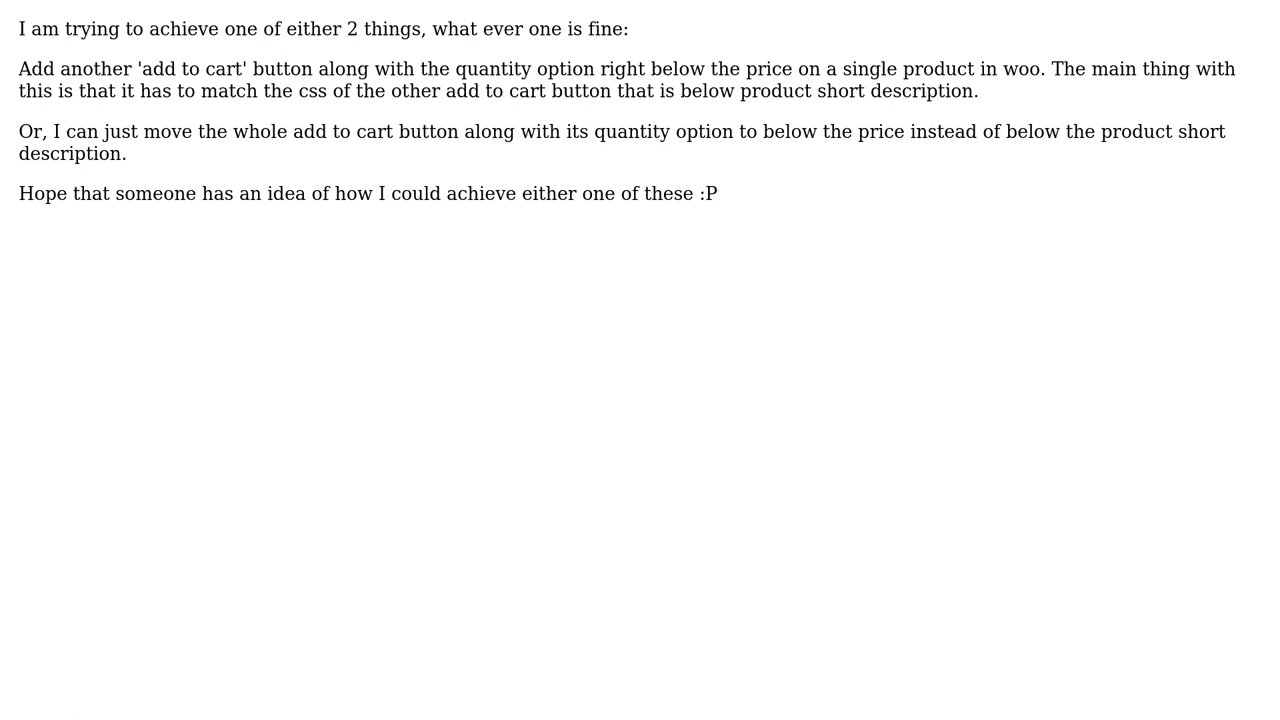 I am trying to achieve one of either 2 things, what ever one is fine:
Add another 'add to cart' button along with the quantity option right below the price on a single product in woo. The main thing with
this is that it has to match the css of the other add to cart button that is below product short description.
Or, I can just move the whole add to cart button along with its quantity option to below the price instead of below the product short
description.
Hope that someone has an idea of how I could achieve either one of these :P